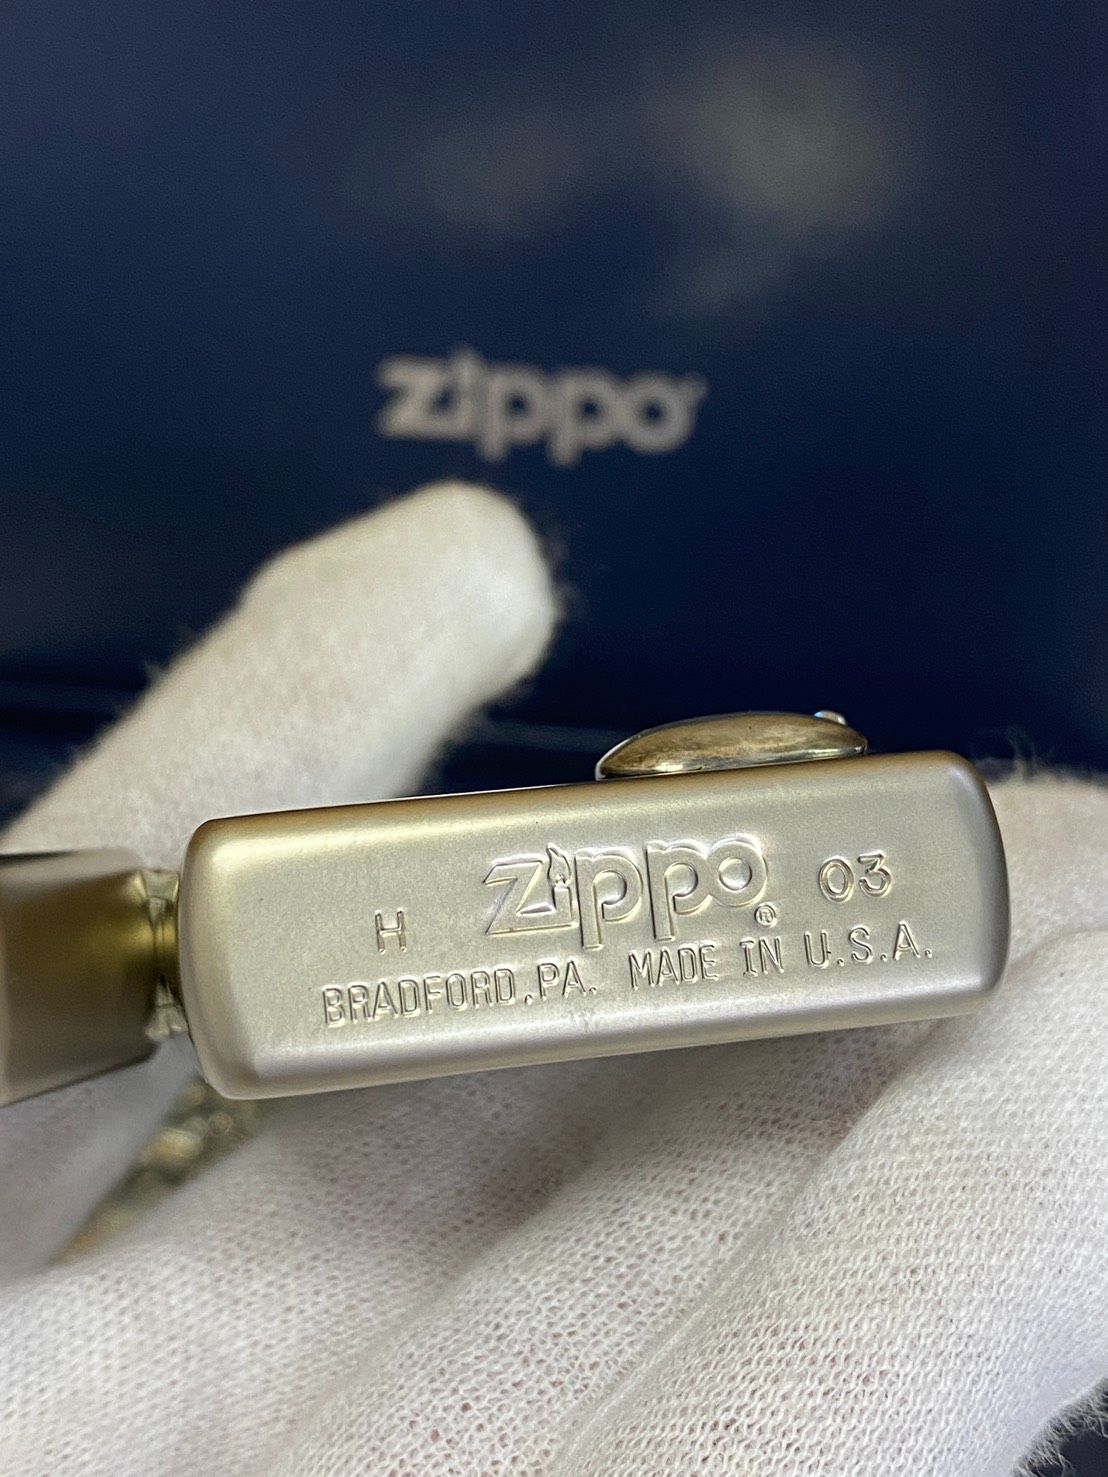 zippo
H zippo® 03
BRADFORD,PA. MADE IN U.S.A.